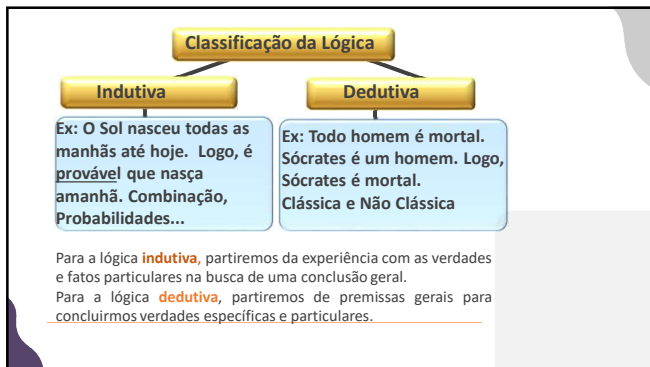 Classificação da Lógica
Indutiva
Dedutiva
Ex: O Sol nasceu todas as
manhãs até hoje. Logo, é
provável que nasça
amanhã. Combinação,
Probabilidades...
Ex: Todo homem é mortal.
Sócrates é um homem. Logo,
Sócrates é mortal.
Clássica e Não Clássica
Para a lógica indutiva, partiremos da experiência com as verdades
e fatos particulares na busca de uma conclusão geral.
Para a lógica dedutiva, partiremos de premissas gerais para
concluirmos verdades específicas e particulares.